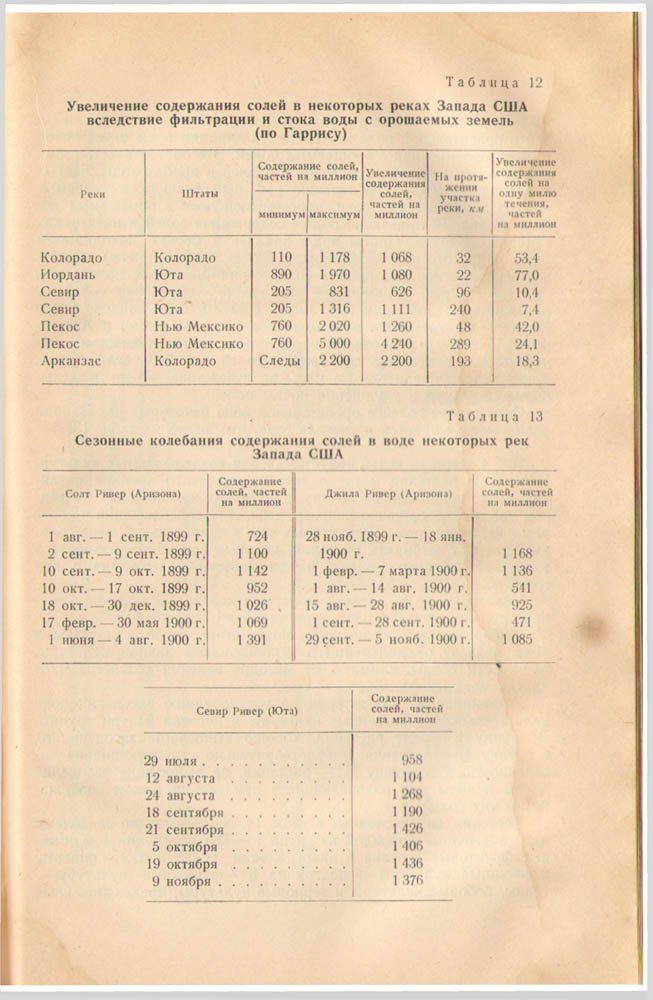 Таблица 12
Увеличение содержания солей в некоторых реках Запада США
вследствие фильтрации и стока воды с орошаемых земель
(по Гаррису)
Реки
Штаты
Содержание солей,
частей на миллион
минимум максимум
Увеличение
содержания
солей,
частей на
миллион
На протя-
жении
участка
реки, км
Увеличение
содержания
солей на
одну милю
течения,
частей
на миллион
Колорадо Колорадо 110 1 178 1 068 32 53,4
Иордань Юта 890 1 970 1 080 22 77,0
Севир Юта 205 831 626 96 10,4
Севир Юта 205 1 316 1 111 240 7,4
Пекос Нью Мексико 760 2 020 1 260 48 42,0
Пекос Нью Мексико 760 5 000 4 240 289 24,1
Арканзас Колорадо Следы 2 200 2 200 193 18,3
Таблица 13
Сезонные колебания содержания солей в воде некоторых рек
Запада США
Солт Ривер (Аризона)
Содержание
солей, частей
на миллион
Джила Ривер (Аризона)
Содержание
солей, частей
на миллион
1 авг. — 1 сент. 1899 г. 724 28 нояб. 1899 г. — 18 янв.
2 сент. — 9 сент. 1899 г. 1 100 1900 г. 1 168
10 сент. — 9 окт. 1899 г. 1 142 1 февр. — 7 марта 1900 г. 1 136
10 окт. — 17 окт. 1899 г. 952 1 авг. — 14 авг. 1900 г. 541
18 окт. — 30 дек. 1899 г. 1 026 15 авг. — 28 авг. 1900 г. 925
17 февр. — 30 мая 1900 г. 1 069 1 сент. — 28 сент. 1900 г. 471
1 июня — 4 авг. 1900 г. 1 391 29 сент. — 5 нояб. 1900 г. 1 085
Севир Ривер (Юта)
Содержание
солей, частей
на миллион
29 июля . . . . . . . . . . . 958
12 августа . . . . . . . . . 1 104
24 августа . . . . . . . . . 1 268
18 сентября . . . . . . . . . 1 190
21 сентября . . . . . . . . . 1 426
5 октября . . . . . . . . . 1 406
19 октября . . . . . . . . . 1 436
9 ноября . . . . . . . . . . 1 376